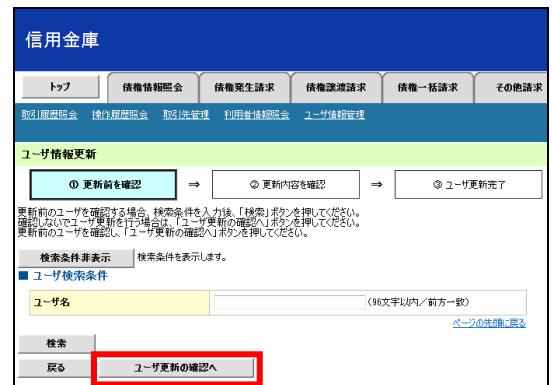 信用金庫
トップ 債権情報照会 債権発生請求 債権譲渡請求 債権一括請求 その他請求
取引履歴照会 操作履歴照会 取引先管理 利用者情報照会 ユーザ情報管理
ユーザ情報更新
① 更新前を確認 ⇒ ② 更新内容を確認 ⇒ ③ ユーザ更新完了
更新前のユーザを確認する場合、検索条件を入力後、「検索」ボタンを押してください。
確認しないでユーザ更新を行う場合は、「ユーザ更新の確認へ」ボタンを押してください。
更新前のユーザを確認し、「ユーザ更新の確認へ」ボタンを押してください。
検索条件非表示 検索条件を表示します。
■ ユーザ検索条件
ユーザ名 (96文字以内／前方一致)
ページの先頭に戻る
検索
戻る ユーザ更新の確認へ